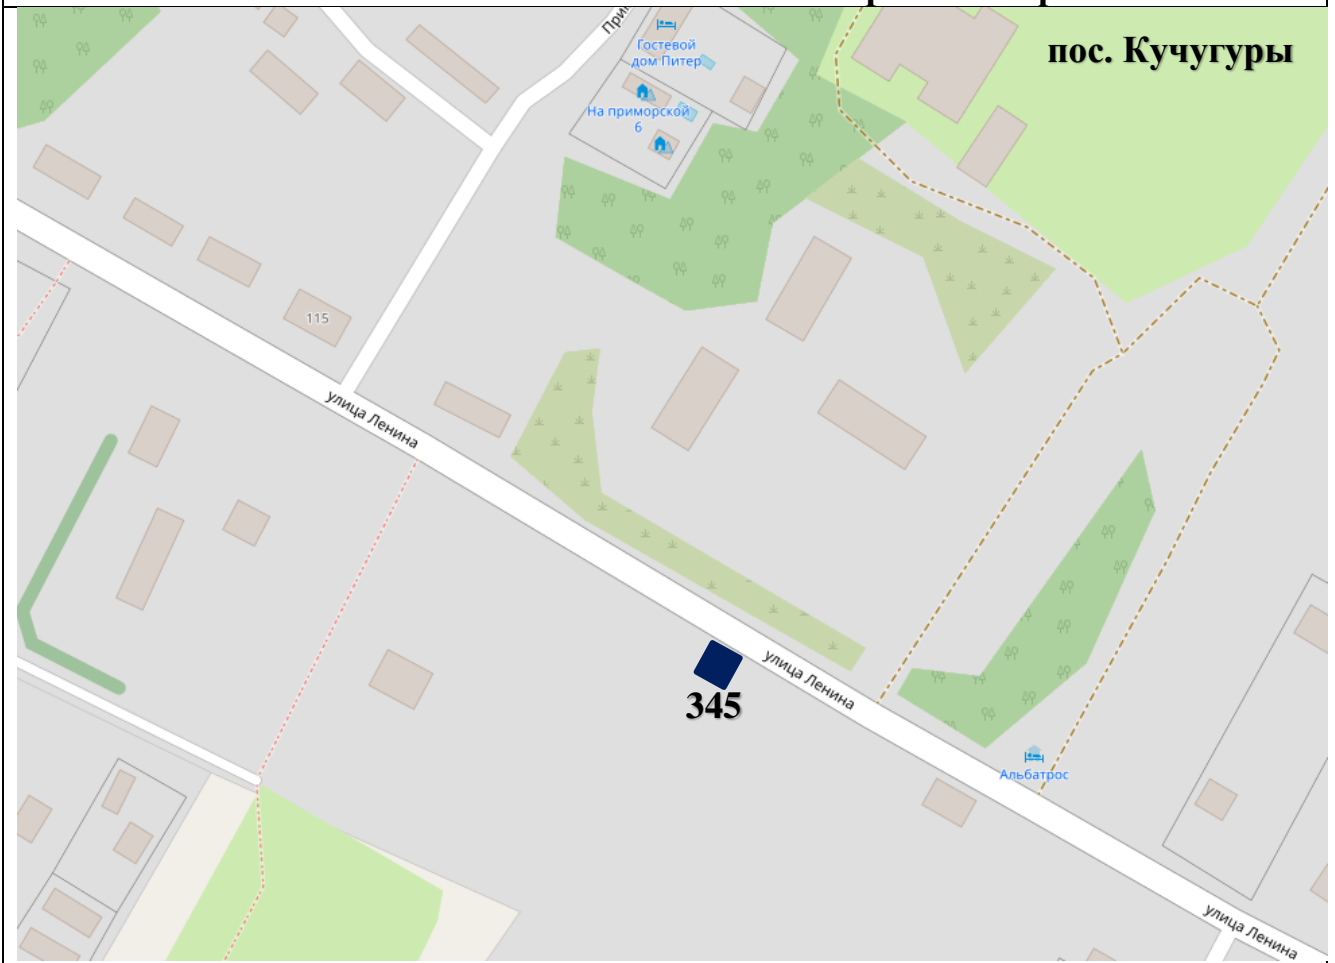 пос. Кучугуры
Гостевой
дом Питер
На приморской
6
115
улица Ленина
345
улица Ленина
Альбатрос
улица Ленина